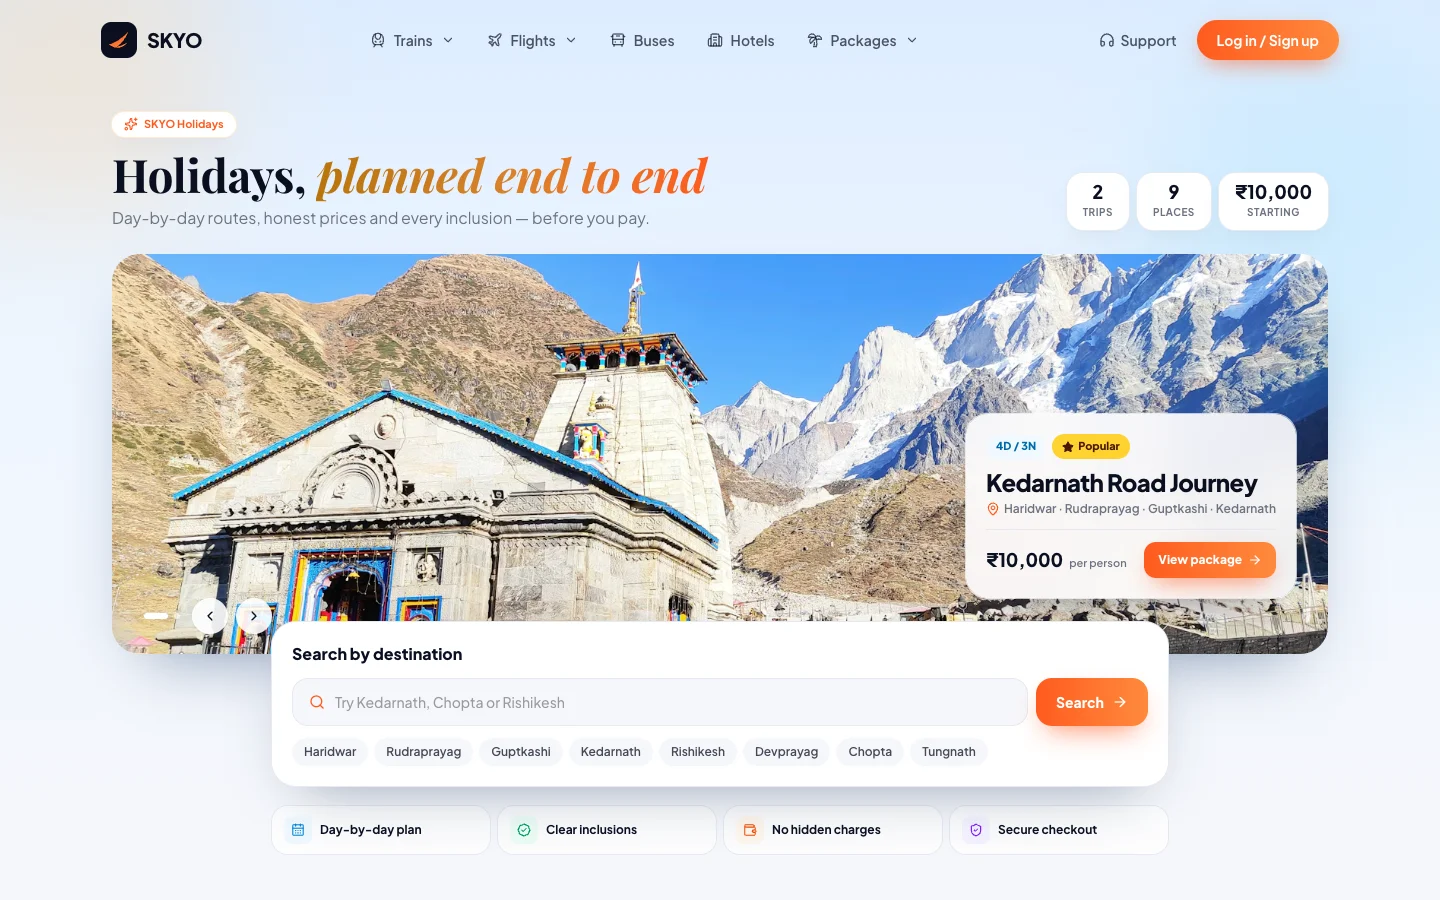 SKYO
Trains
Flights
Buses
Hotels
Packages
Support
Log in / Sign up
SKYO Holidays
Holidays, planned end to end
Day-by-day routes, honest prices and every inclusion — before you pay.
2
TRIPS
9
PLACES
₹10,000
STARTING
4D / 3N
Popular
Kedarnath Road Journey
Haridwar · Rudraprayag · Guptkashi · Kedarnath
₹10,000 per person
View package
Search by destination
Try Kedarnath, Chopta or Rishikesh
Search
Haridwar
Rudraprayag
Guptkashi
Kedarnath
Rishikesh
Devprayag
Chopta
Tungnath
Day-by-day plan
Clear inclusions
No hidden charges
Secure checkout